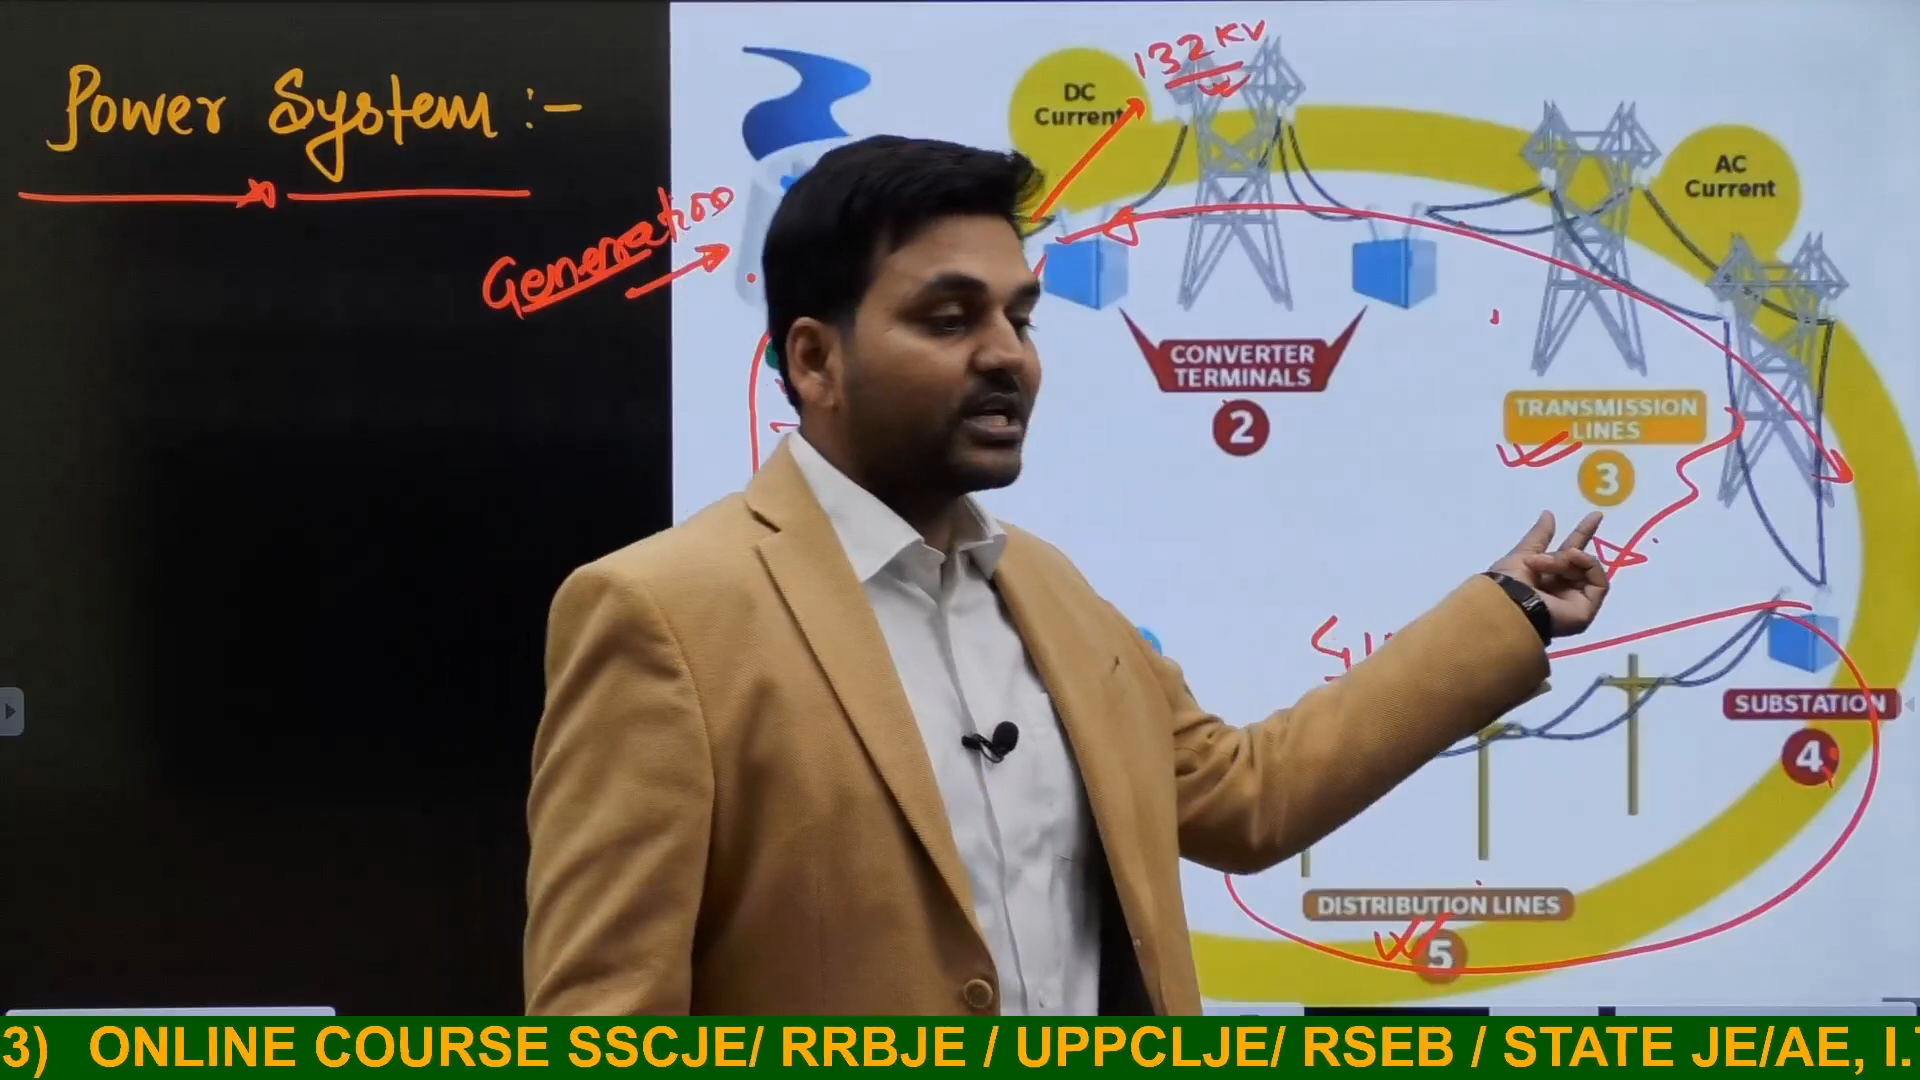 Power System :-
Generation
132 KV
DC
Current
AC
Current
CONVERTER
TERMINALS
2
TRANSMISSION
LINES
3
SUBSTATION
4
DISTRIBUTION LINES
5
3) ONLINE COURSE SSCJE/ RRBJE / UPPCLJE/ RSEB / STATE JE/AE, I.